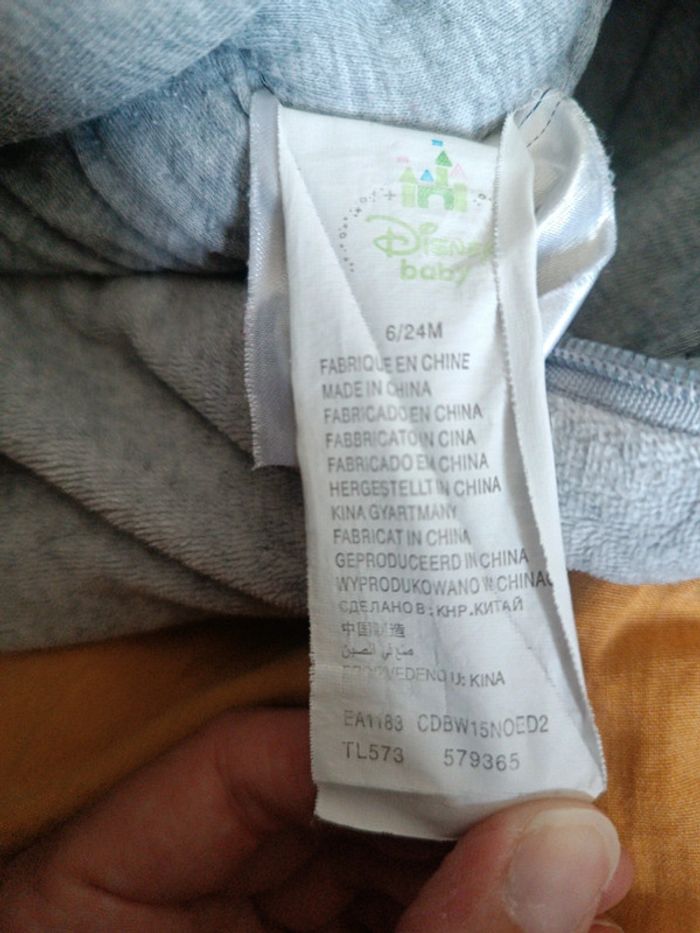 Disney
baby
6/24M
FABRIQUE EN CHINE
MADE IN CHINA
FABRICADO EN CHINA
FABBRICATO IN CINA
FABRICADO EM CHINA
HERGESTELLT IN CHINA
KINA GYARTMANY
FABRICAT IN CHINA
GEPRODUCEERD IN CHINA
WYPRODUKOWANO W CHINAC
СДЕЛАНО В: КНР.КИТАЙ
中国制造
صنع في الصين
U: KINA
EA1183 CDBW15NOED2
TL573 579365